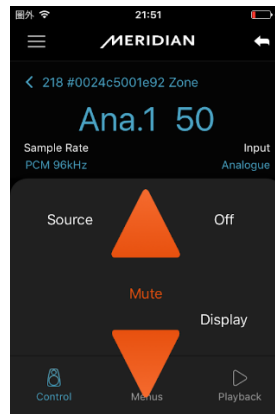 圏外 21:51
MERIDIAN
218 #0024c5001e92 Zone
Ana.1 50
Sample Rate Input
PCM 96kHz Analogue
Source Off
Mute
Display
Control Menus Playback